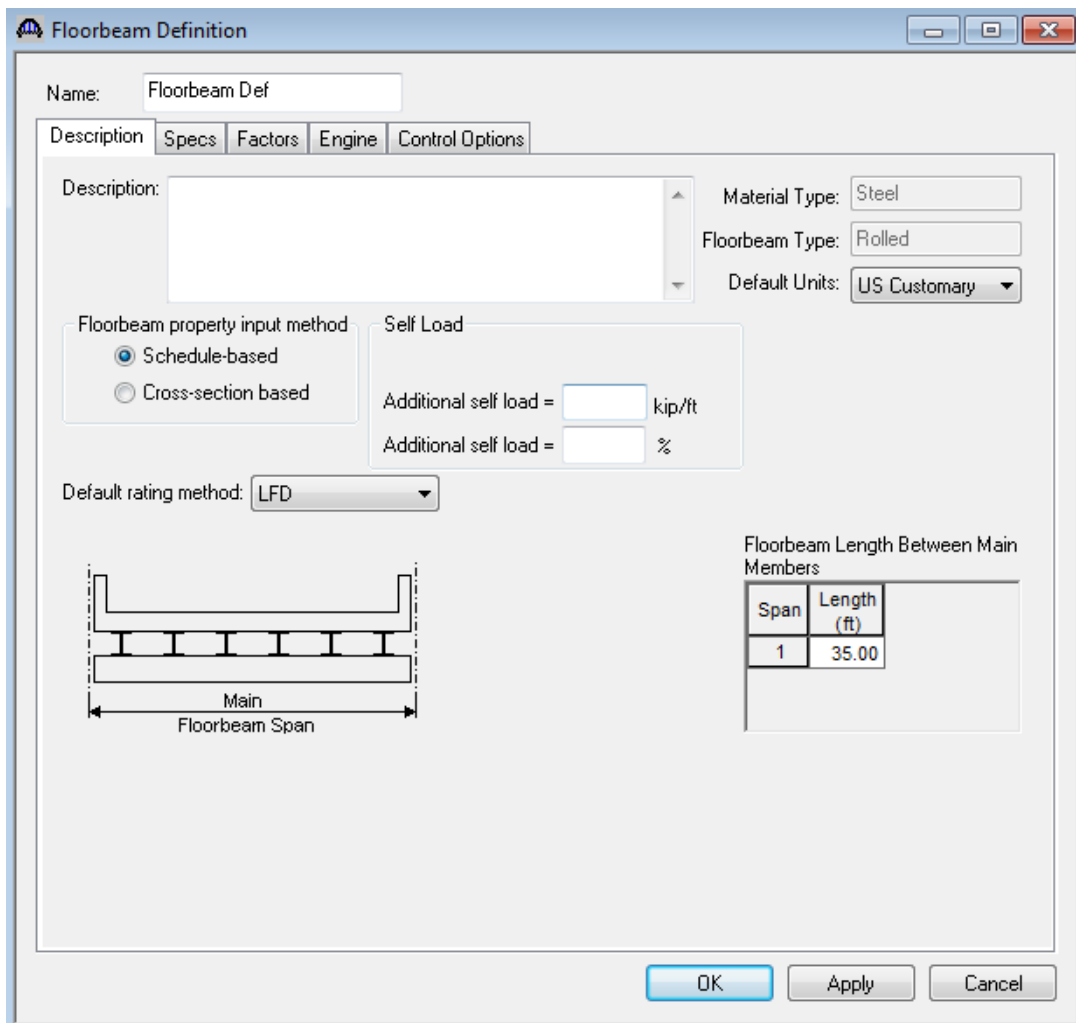 Floorbeam Definition
Name: Floorbeam Def
Description Specs Factors Engine Control Options
Description:
Material Type: Steel
Floorbeam Type: Rolled
Default Units: US Customary
Floorbeam property input method
Schedule-based
Cross-section based
Self Load
Additional self load = kip/ft
Additional self load = %
Default rating method: LFD
Main
Floorbeam Span
Floorbeam Length Between Main
Members
Span Length
(ft)
1 35.00
OK Apply Cancel